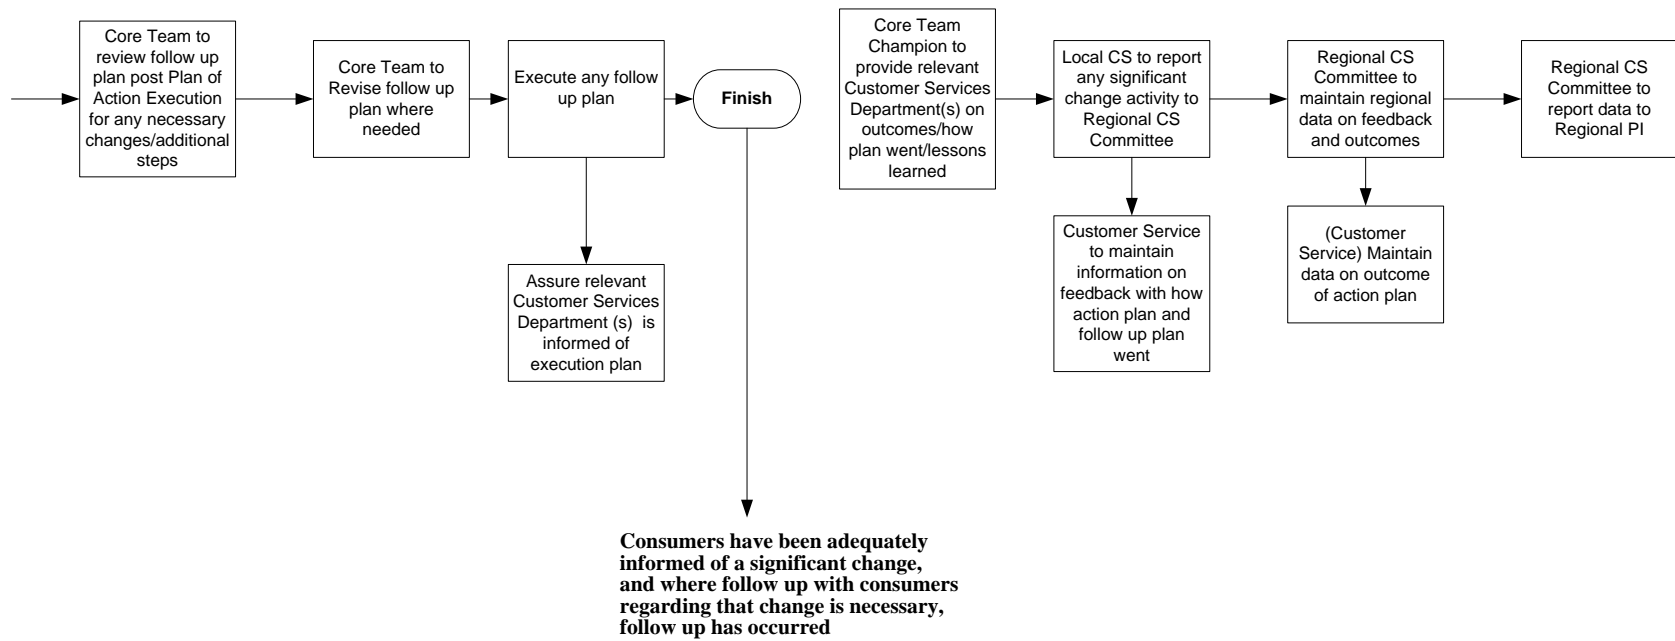 Core Team to
review follow up
plan post Plan of
Action Execution
for any necessary
changes/additional
steps
Core Team to
Revise follow up
plan where
needed
Execute any follow
up plan
Finish
Assure relevant
Customer Services
Department (s)  is
informed of
execution plan
Consumers have been adequately
informed of a significant change,
and where follow up with consumers
regarding that change is necessary,
follow up has occurred
Core Team
Champion to
provide relevant
Customer Services
Department(s) on
outcomes/how
plan went/lessons
learned
Local CS to report
any significant
change activity to
Regional CS
Committee
Customer Service
to maintain
information on
feedback with how
action plan and
follow up plan
went
Regional CS
Committee to
maintain regional
data on feedback
and outcomes
(Customer
Service) Maintain
data on outcome
of action plan
Regional CS
Committee to
report data to
Regional PI